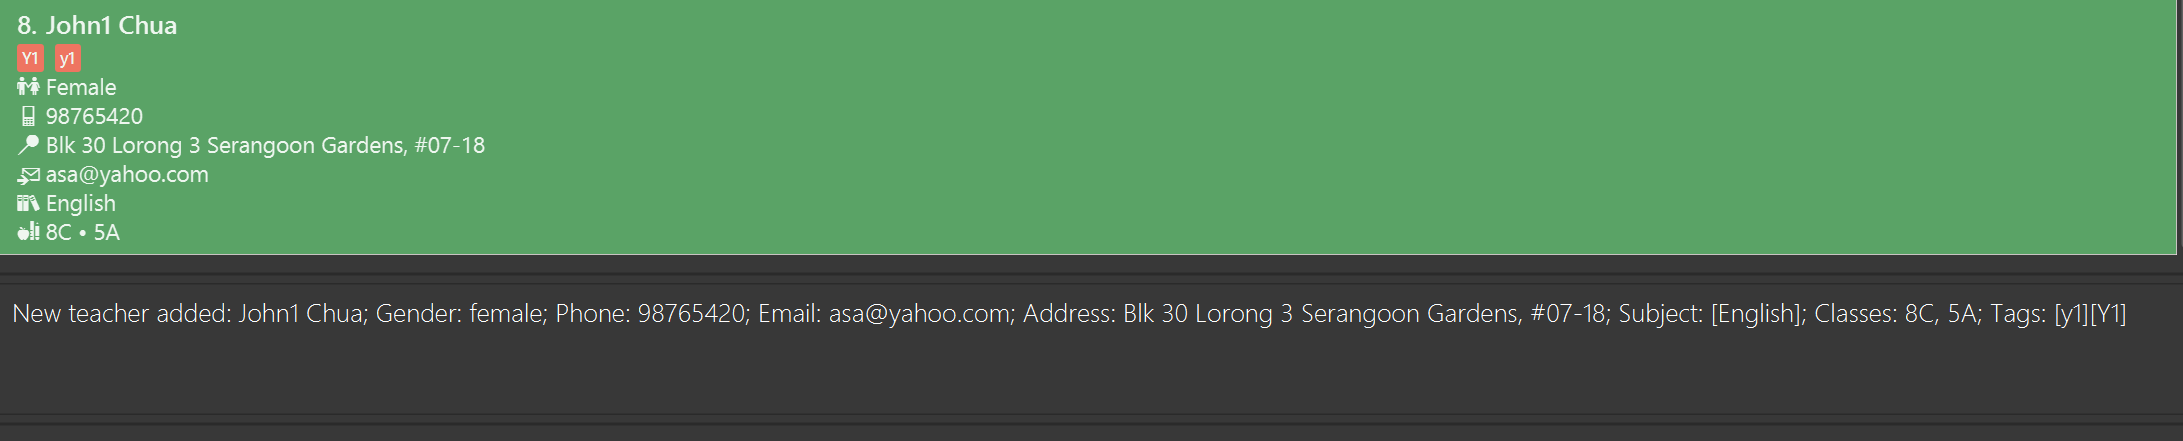 8. John1 Chua
Y1 y1
Female
98765420
Blk 30 Lorong 3 Serangoon Gardens, #07-18
asa@yahoo.com
English
8C • 5A
New teacher added: John1 Chua; Gender: female; Phone: 98765420; Email: asa@yahoo.com; Address: Blk 30 Lorong 3 Serangoon Gardens, #07-18; Subject: [English]; Classes: 8C, 5A; Tags: [y1][Y1]